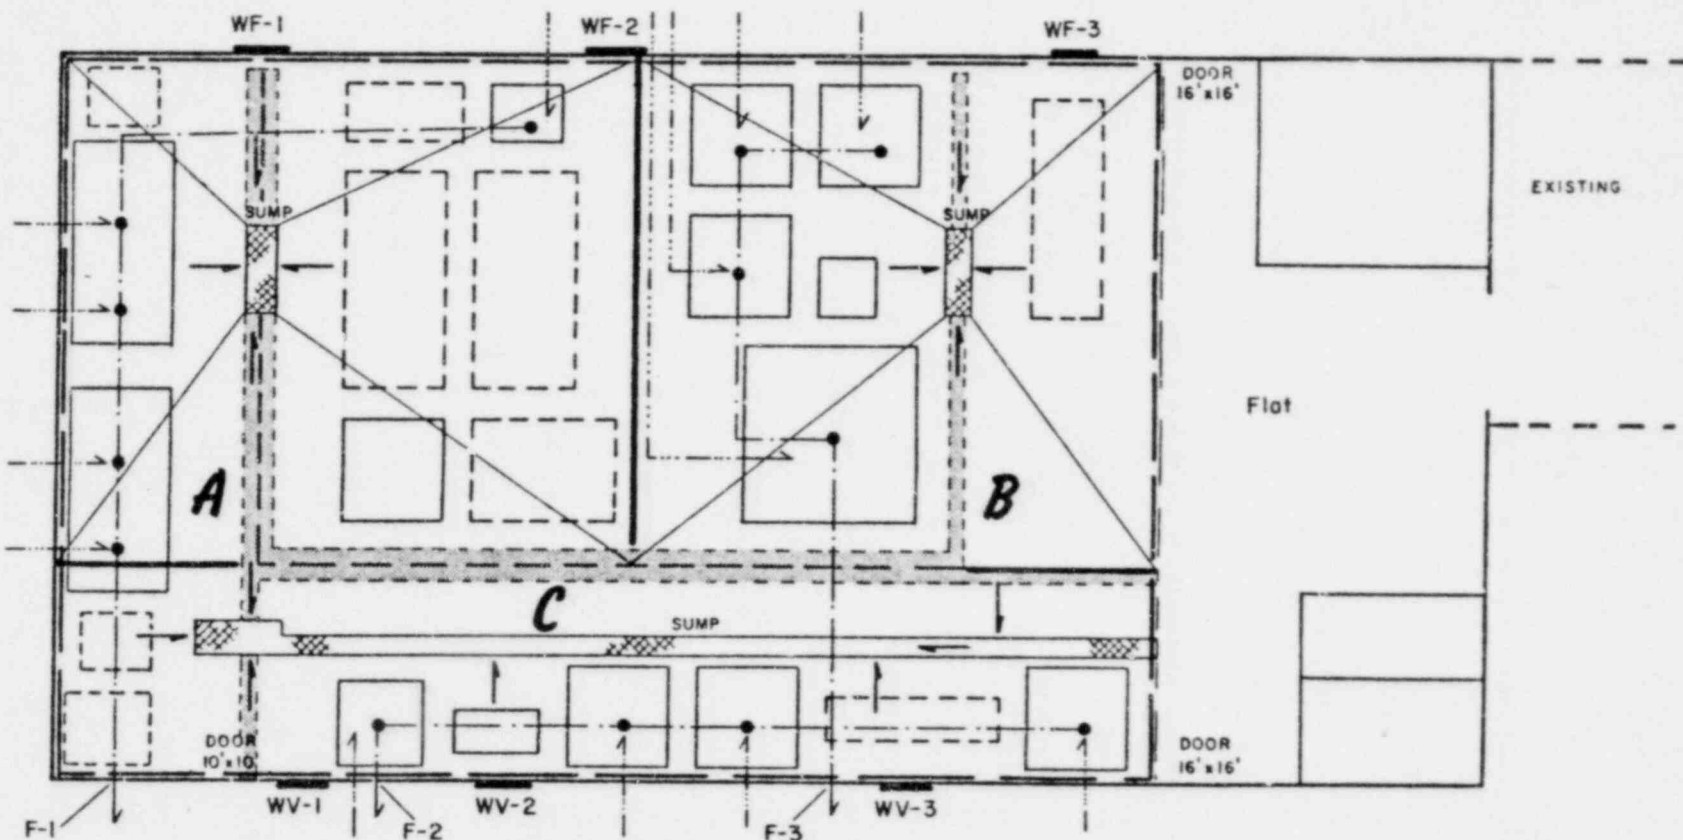 WF-1
WF-2
WF-3
DOOR
16'x16'
EXISTING
SUMP
SUMP
Flat
A
B
C
SUMP
DOOR
10'x10'
DOOR
16'x16'
WV-1
WV-2
WV-3
F-1
F-2
F-3